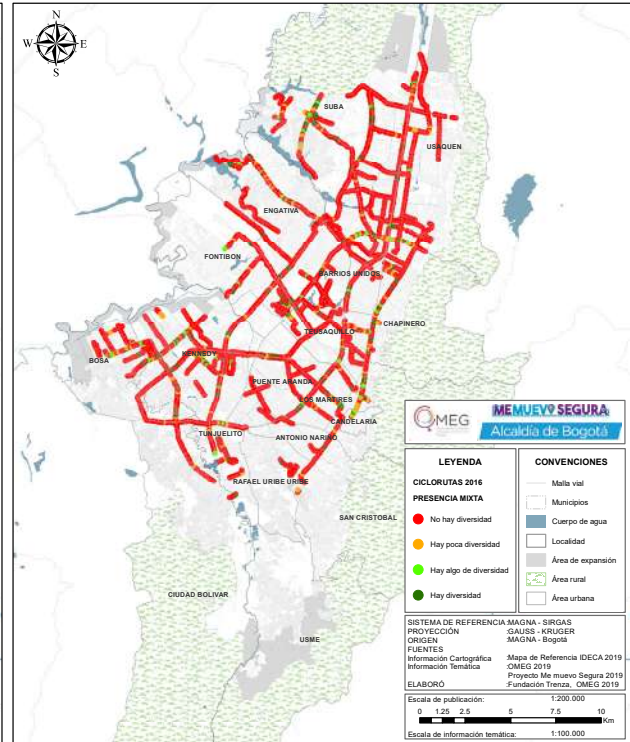 N
W E
S
SUBA
USAQUEN
ENGATIVA
FONTIBON
BARRIOS UNIDOS
CHAPINERO
TEUSAQUILLO
BOSA
KENNEDY
PUENTE ARANDA
LOS MARTIRES
CANDELARIA
TUNJUELITO
ANTONIO NARIÑO
RAFAEL URIBE URIBE
SAN CRISTOBAL
CIUDAD BOLIVAR
USME
OMEG
MEMUEVO SEGURA
Alcaldía de Bogotá
LEYENDA
CICLORUTAS 2016
PRESENCIA MIXTA
No hay diversidad
Hay poca diversidad
Hay algo de diversidad
Hay diversidad
CONVENCIONES
Malla vial
Municipios
Cuerpo de agua
Localidad
Área de expansión
Área rural
Área urbana
SISTEMA DE REFERENCIA:MAGNA - SIRGAS
PROYECCIÓN :GAUSS - KRUGER
ORIGEN :MAGNA - Bogotá
FUENTES
Información Cartográfica :Mapa de Referencia IDECA 2019
Información Temática :OMEG 2019
Proyecto Me muevo Segura 2019
ELABORÓ :Fundación Trenza, OMEG 2019
Escala de publicación: 1:200.000
0 1.25 2.5 5 7.5 10
Km
Escala de información temática: 1:100.000